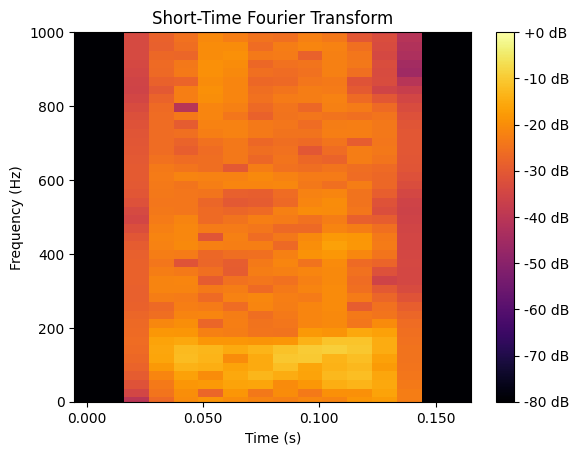 Short-Time Fourier Transform
Frequency (Hz)
1000
800
600
400
200
0
0.000
0.050
0.100
0.150
Time (s)
+0 dB
-10 dB
-20 dB
-30 dB
-40 dB
-50 dB
-60 dB
-70 dB
-80 dB